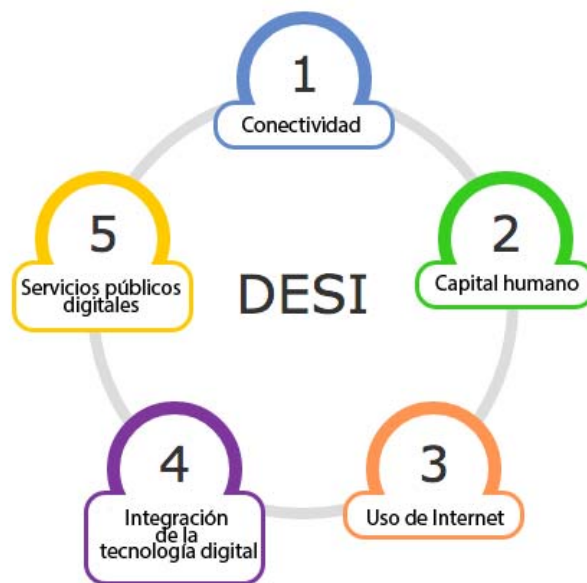 1
Conectividad
2
Capital humano
3
Uso de Internet
4
Integración
de la
tecnología digital
5
Servicios públicos
digitales
DESI